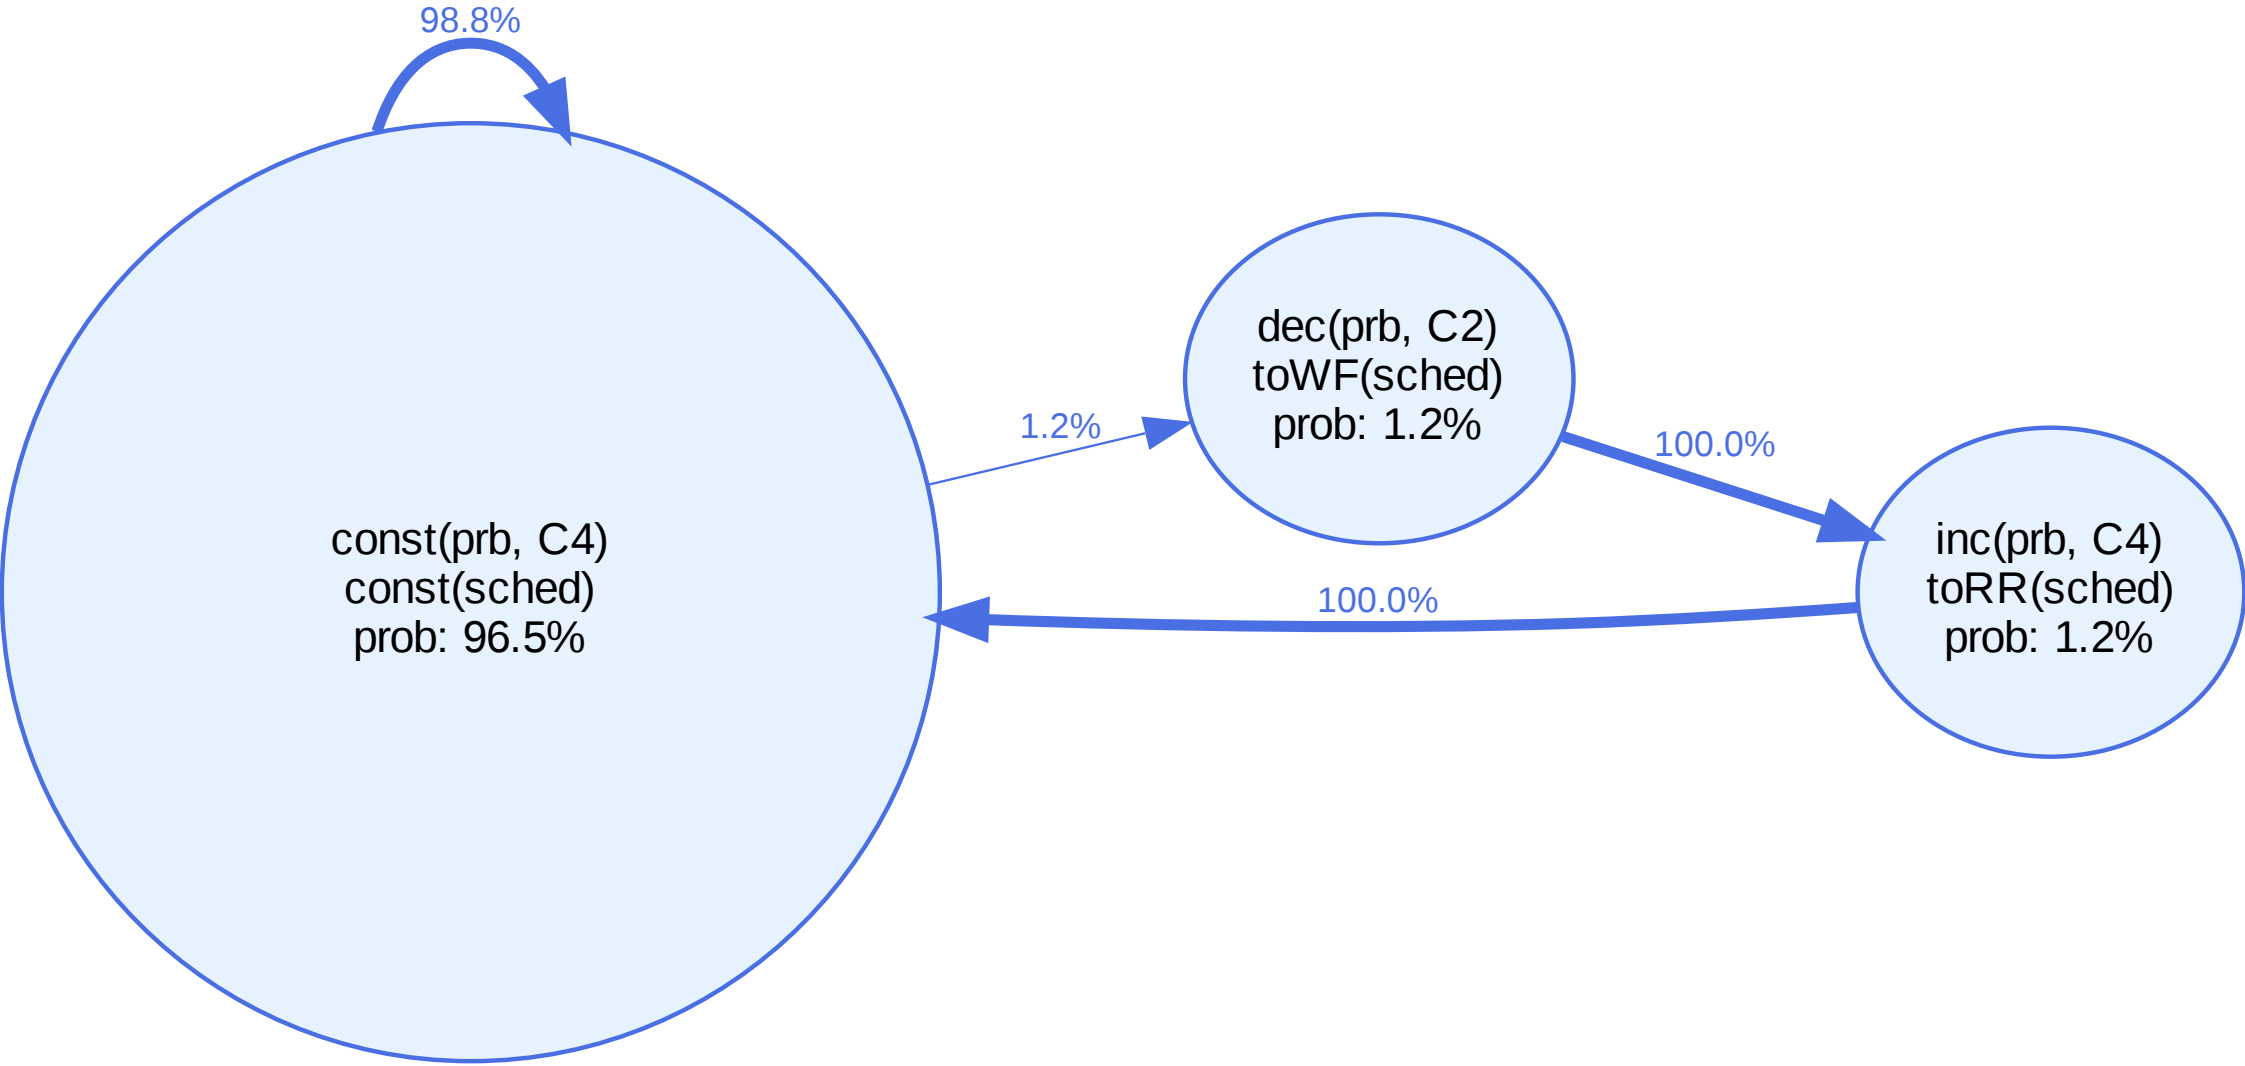 98.8%
const(prb, C4)
const(sched)
prob: 96.5%
1.2%
dec(prb, C2)
toWF(sched)
prob: 1.2%
100.0%
inc(prb, C4)
toRR(sched)
prob: 1.2%
100.0%